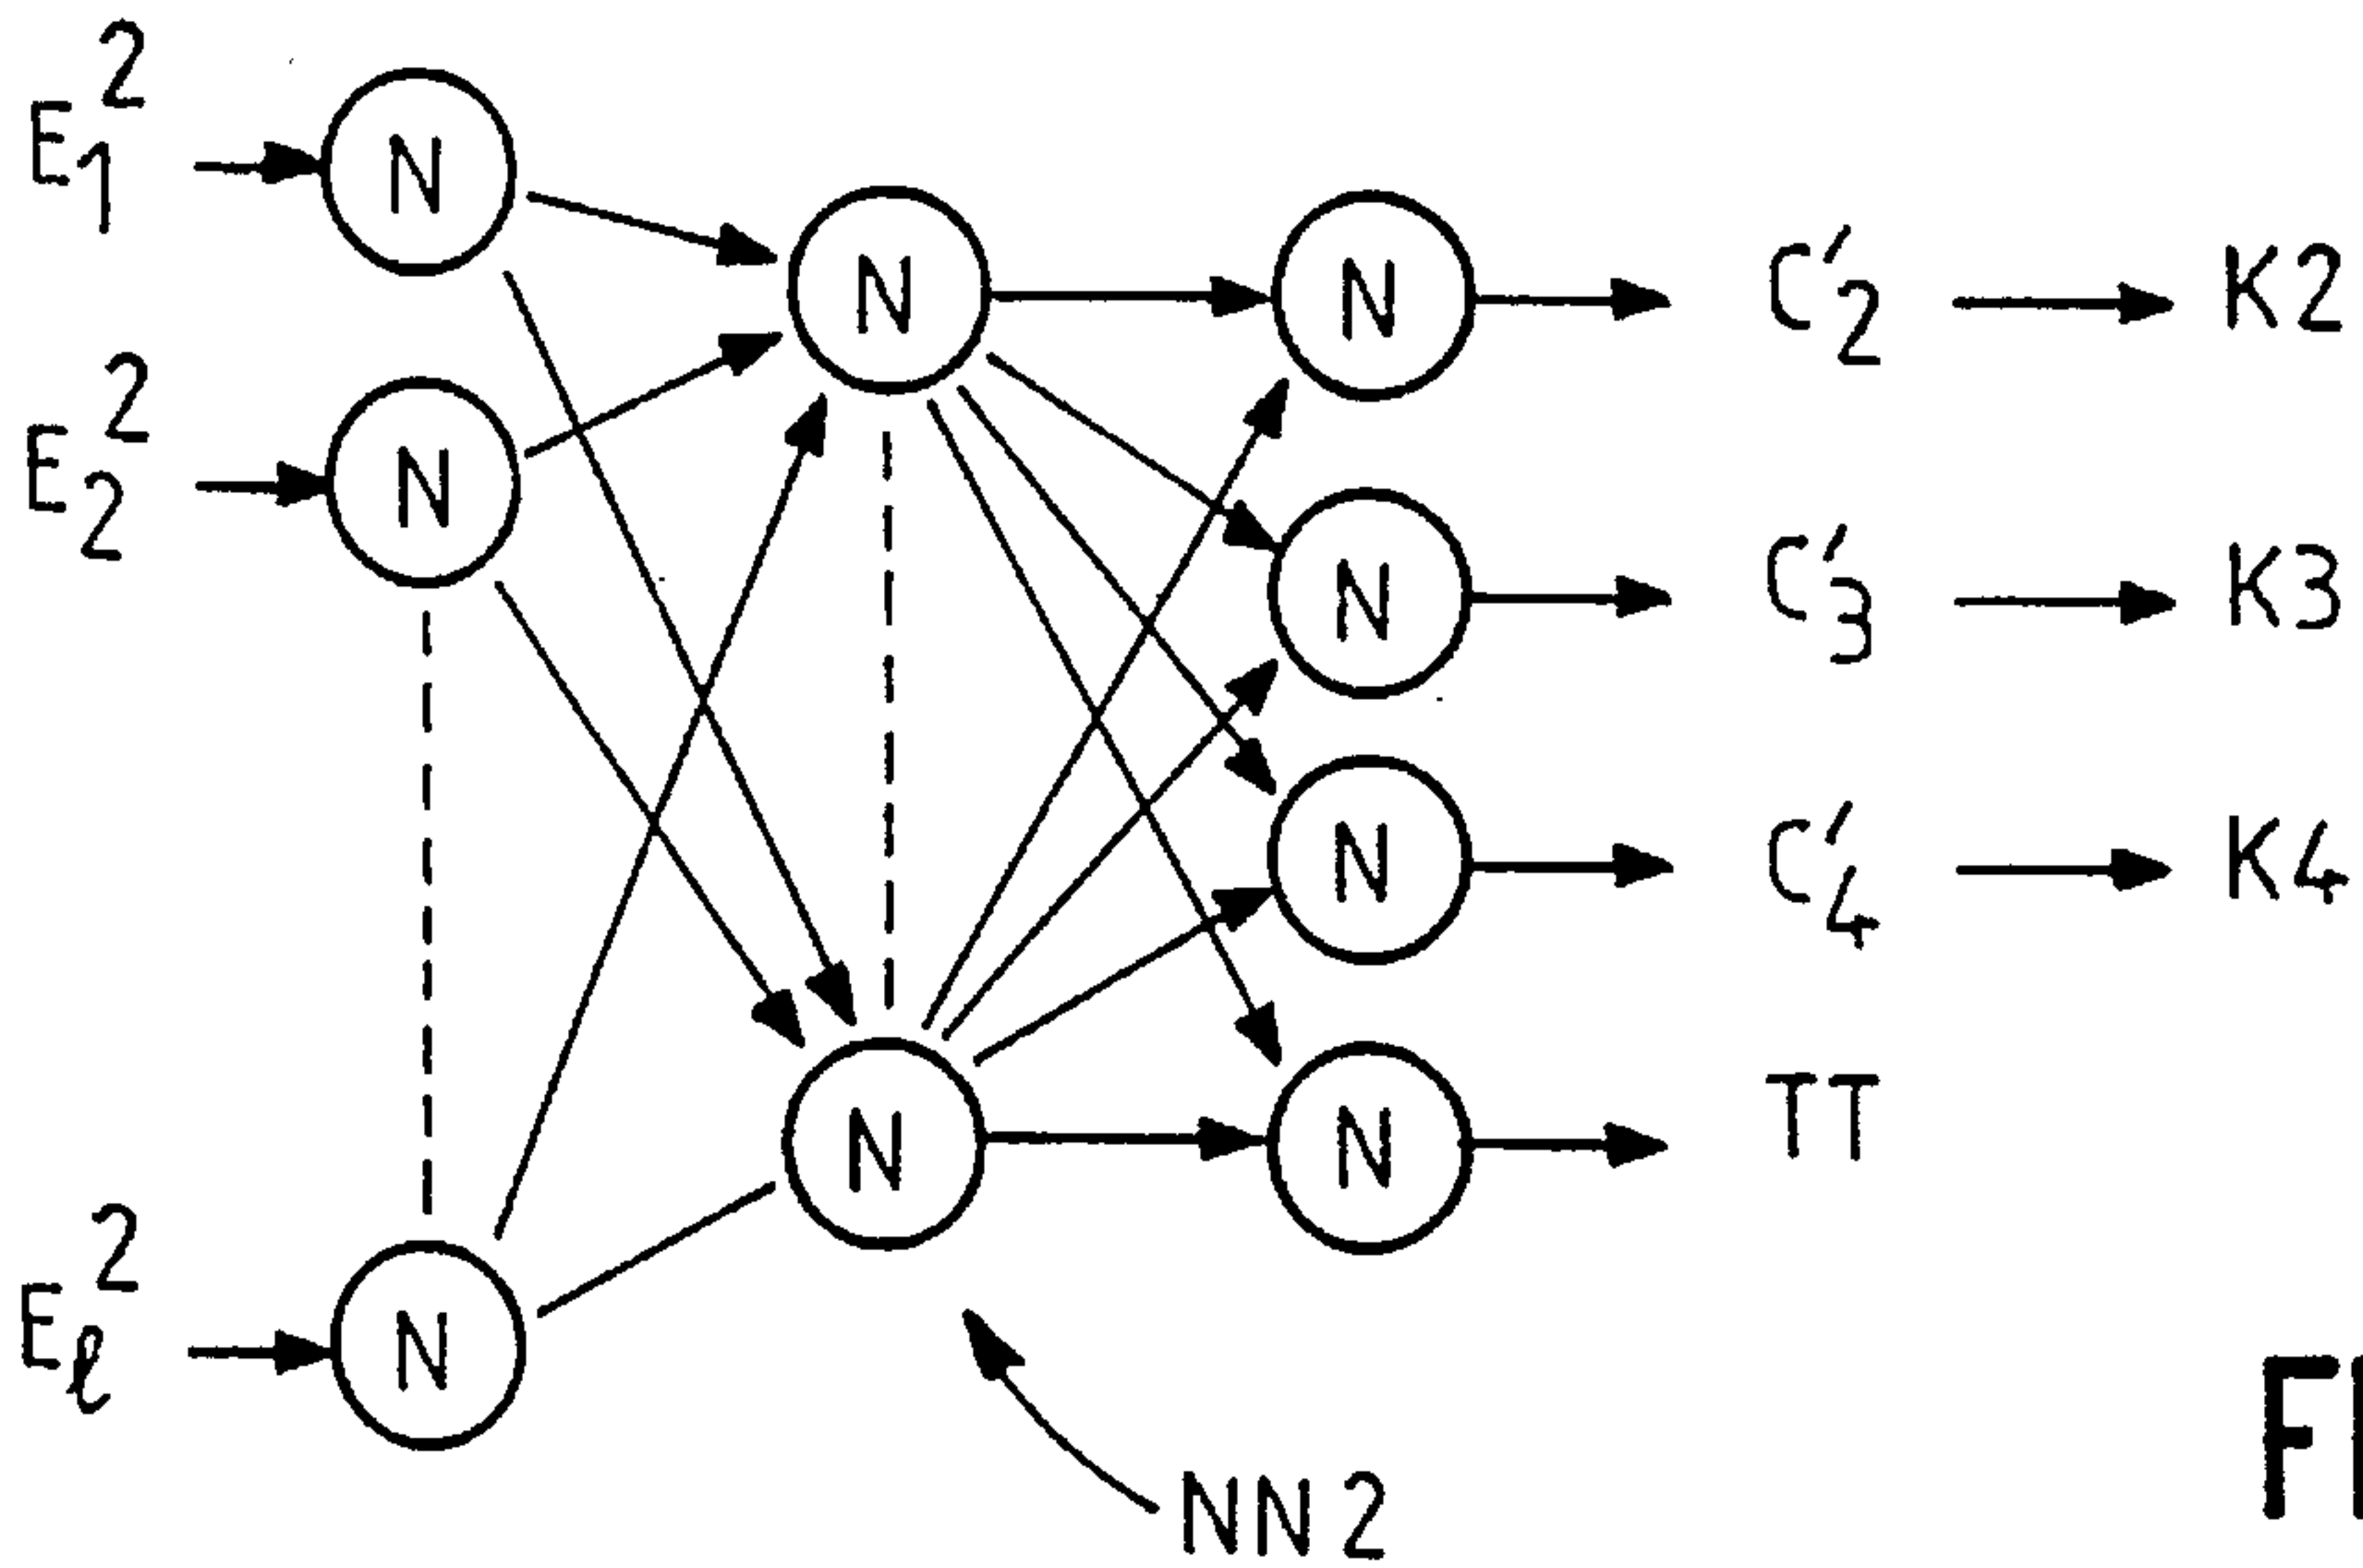 E₁² N N N C′₂ K2
E₂² N N C′₃ K3
N C′₄ K4
N N TT
Eℓ² N
NN2